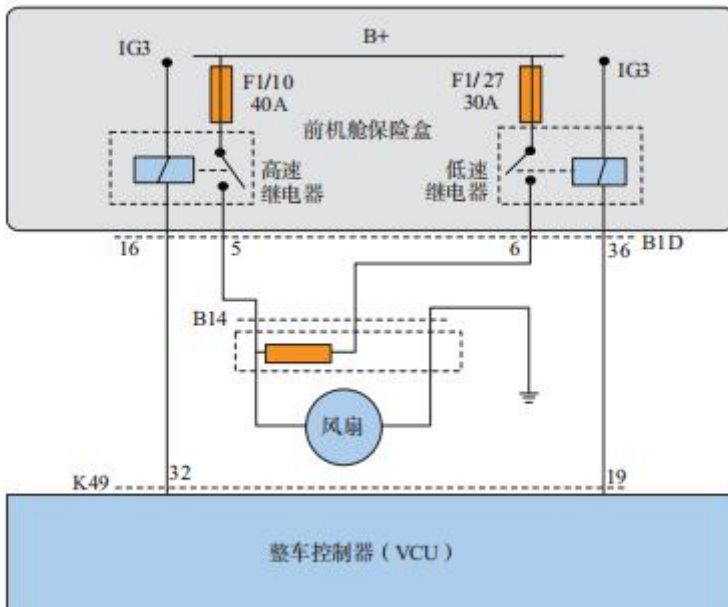 B+
IG3
IG3
F1/10
40A
F1/27
30A
前机舱保险盒
高速
继电器
低速
继电器
16
5
6
36
B1D
B14
风扇
K49
32
19
整车控制器（VCU）